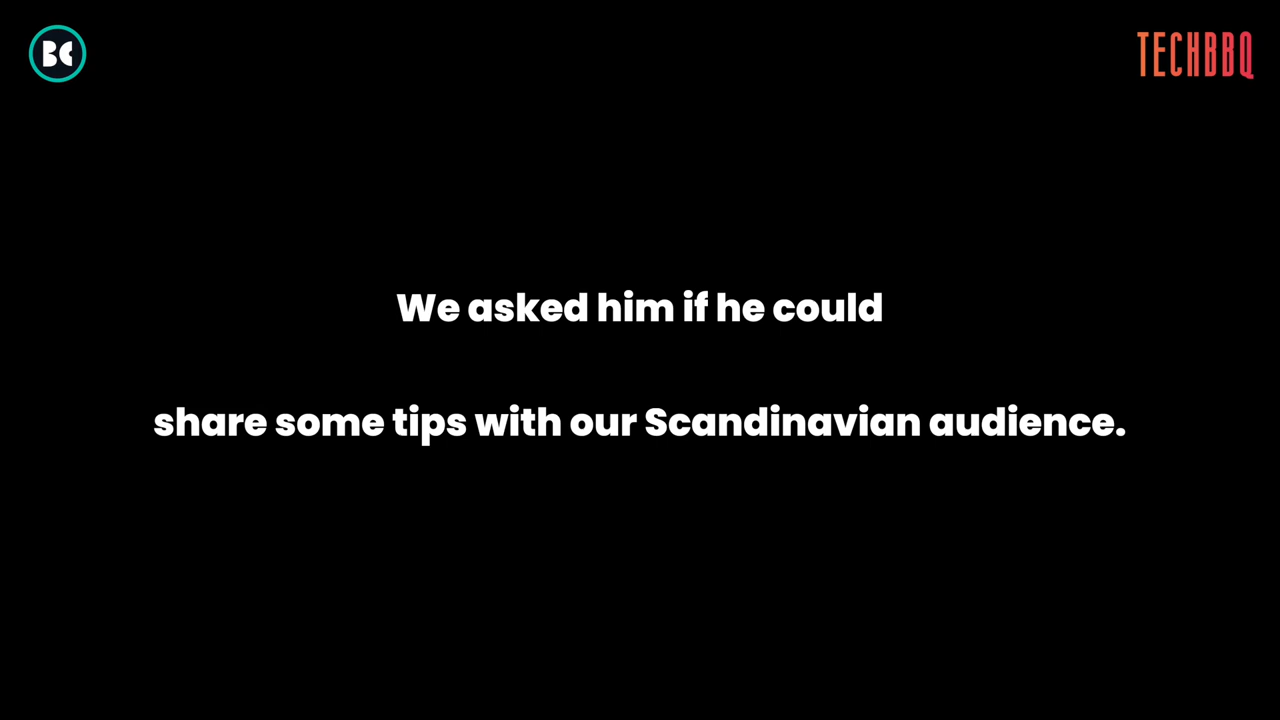 BC
TECHBBQ
We asked him if he could
share some tips with our Scandinavian audience.